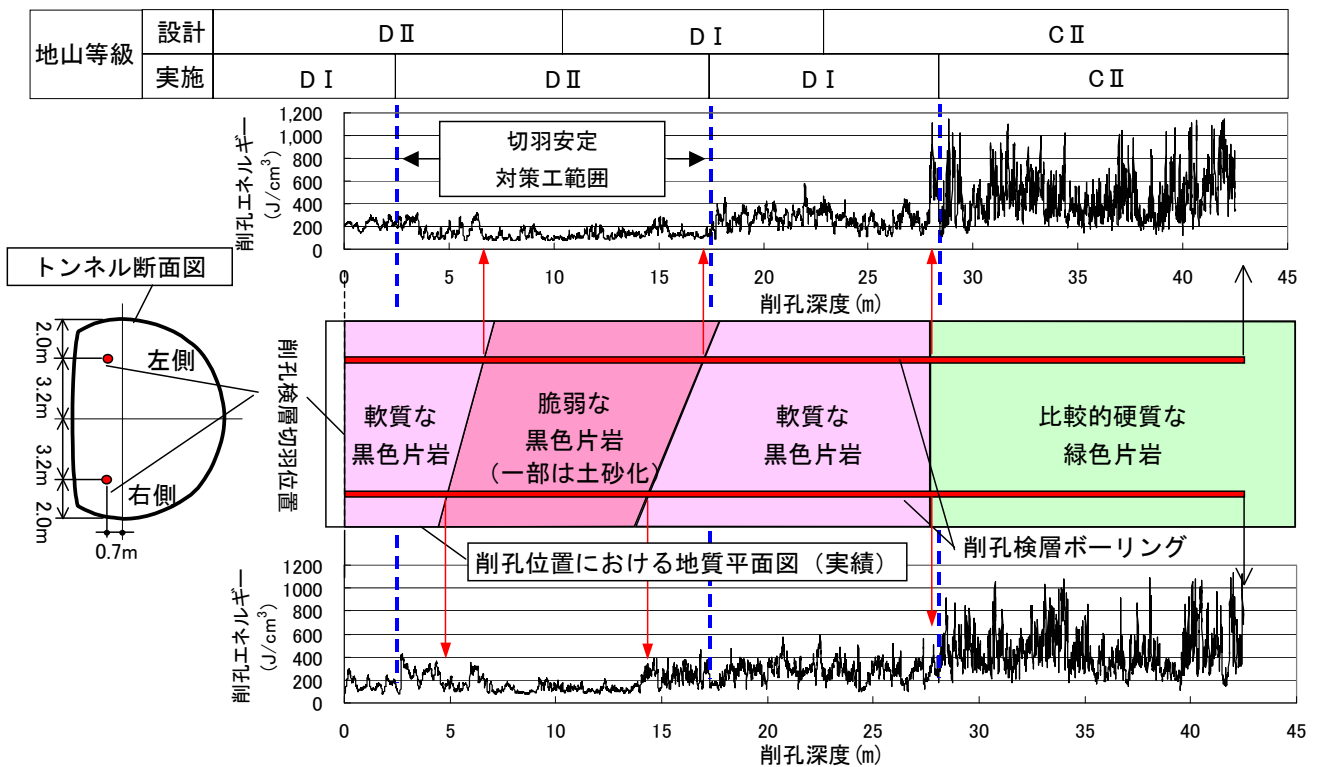 地山等級
設計
DⅡ
DⅠ
CⅡ
実施
DⅠ
DⅡ
DⅠ
CⅡ
削孔エネルギー
(J/cm³)
1,200
1,000
800
600
400
200
0
切羽安定
対策工範囲
0 5 10 15 20 25 30 35 40 45
削孔深度(m)
トンネル断面図
2.0m
3.2m
3.2m
2.0m
左側
右側
0.7m
削孔検層切羽位置
軟質な
黒色片岩
脆弱な
黒色片岩
(一部は土砂化)
軟質な
黒色片岩
比較的硬質な
緑色片岩
削孔検層ボーリング
削孔位置における地質平面図（実績）
削孔エネルギー
(J/cm³)
1200
1000
800
600
400
200
0
0 5 10 15 20 25 30 35 40 45
削孔深度(m)